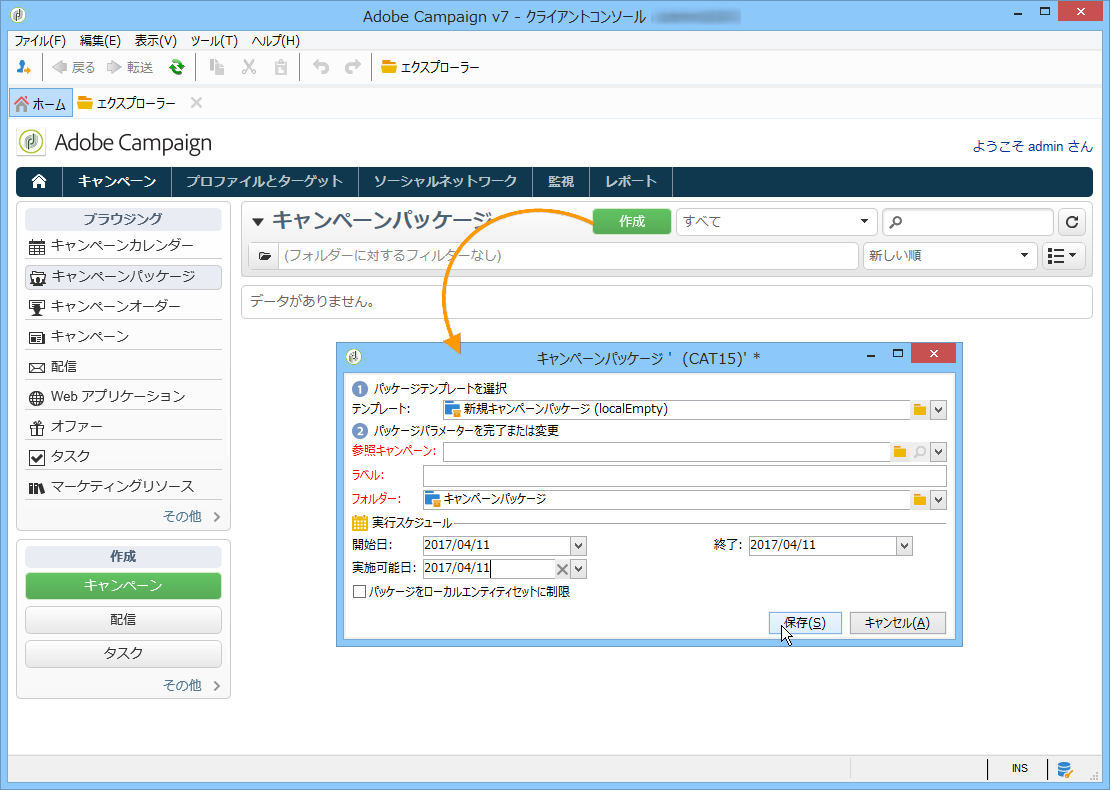 Adobe Campaign v7 - クライアントコンソール
ファイル(F) 編集(E) 表示(V) ツール(T) ヘルプ(H)
戻る 転送 エクスプローラー
ホーム エクスプローラー
Adobe Campaign
ようこそ admin さん
キャンペーン プロファイルとターゲット ソーシャルネットワーク 監視 レポート
ブラウジング
キャンペーンカレンダー
キャンペーンパッケージ
キャンペーンオーダー
キャンペーン
配信
Web アプリケーション
オファー
タスク
マーケティングリソース
その他
作成
キャンペーン
配信
タスク
その他
キャンペーンパッケージ 作成 すべて
(フォルダーに対するフィルターなし) 新しい順
データがありません。
キャンペーンパッケージ ' (CAT15)' *
1 パッケージテンプレートを選択
テンプレート: 新規キャンペーンパッケージ (localEmpty)
2 パッケージパラメーターを完了または変更
参照キャンペーン:
ラベル:
フォルダー: キャンペーンパッケージ
実行スケジュール
開始日: 2017/04/11 終了: 2017/04/11
実施可能日: 2017/04/11
パッケージをローカルエンティティセットに制限
保存(S) キャンセル(A)
INS